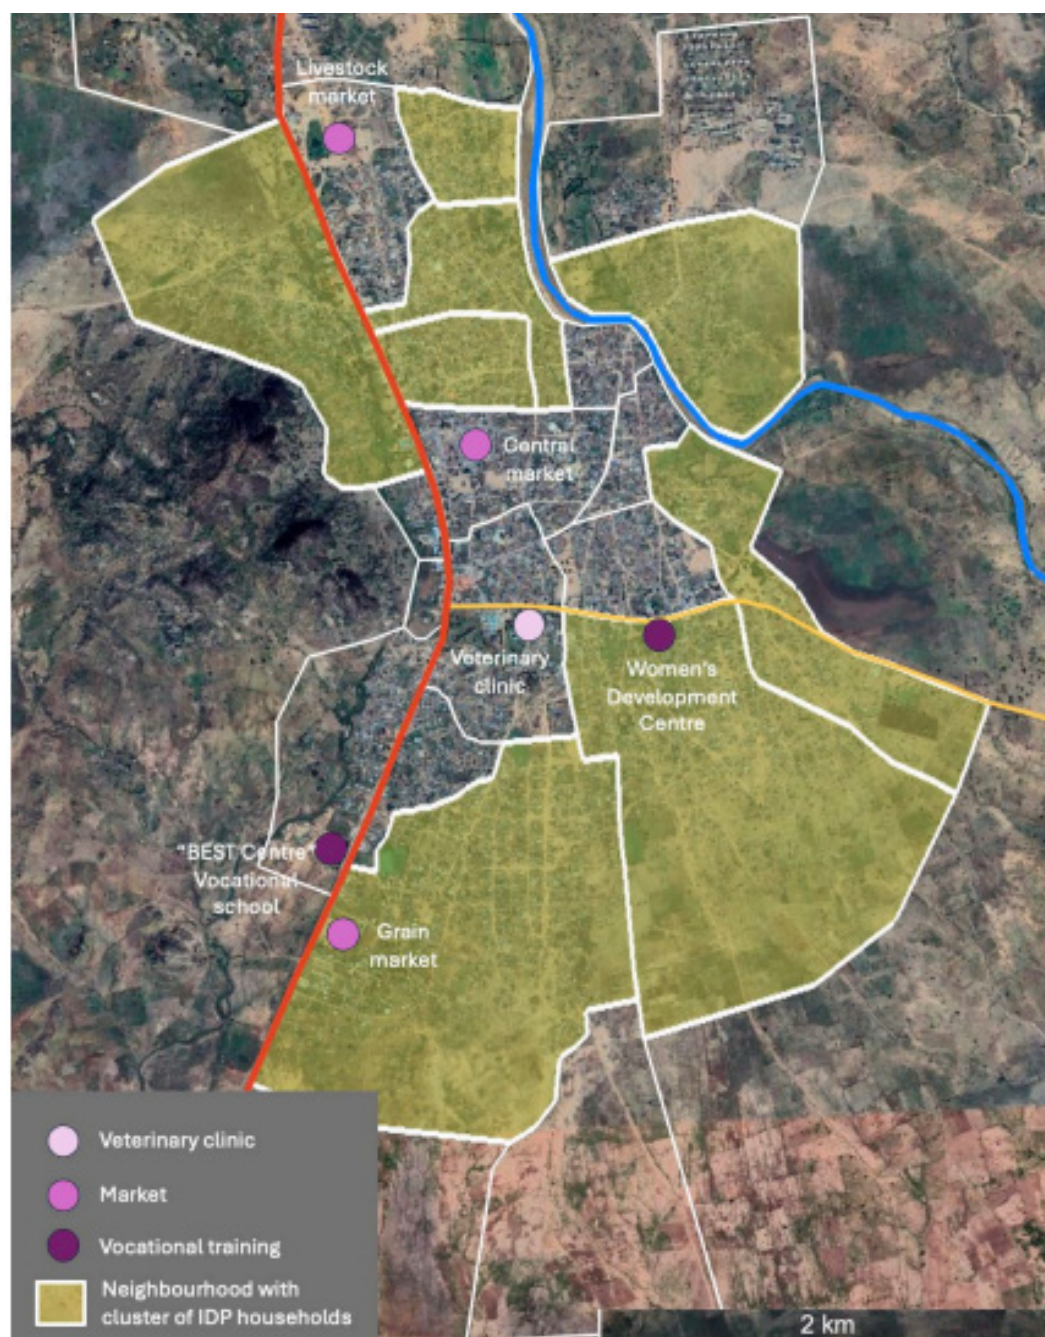 Livestock
market
Central
market
Veterinary
clinic
Women's
Development
Centre
"BEST Centre"
Vocational
school
Grain
market
Veterinary clinic
Market
Vocational training
Neighbourhood with
cluster of IDP households
2 km